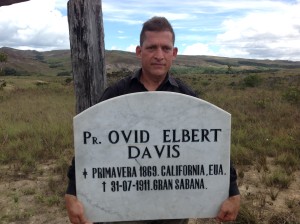 PR. OVID ELBERT
DAVIS
✝ PRIMAVERA 1869. CALIFORNIA, EUA.
† 31-07-1911. GRAN SABANA.